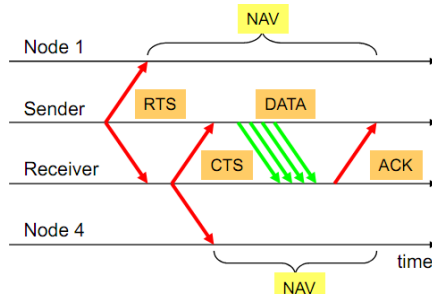 NAV
Node 1
RTS
DATA
Sender
CTS
ACK
Receiver
Node 4
time
NAV